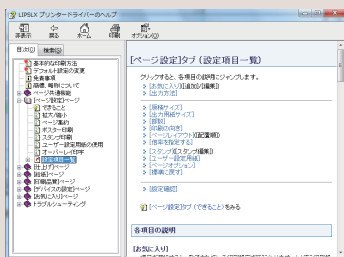 LIPSLX プリンタードライバーのヘルプ
非表示 戻る ホーム 印刷 オプション(O)
目次(C) 検索(S)
基本的な印刷方法
デフォルト設定の変更
免責事項
商標、略称について
ページ共通機能
[ページ設定]ページ
できること
拡大/縮小
ページ集約
ポスター印刷
スタンプ印刷
ユーザー設定用紙の使用
オーバーレイ印字
設定項目一覧
[仕上げ]ページ
[給紙]ページ
[印刷品質]ページ
[デバイスの設定]ページ
[お気に入り]ページ
トラブルシューティング
[ページ設定]タブ (設定項目一覧)
クリックすると、各項目の説明にジャンプします。
> [お気に入り][追加][編集]
> [出力方法]
> [原稿サイズ]
> [出力用紙サイズ]
> [部数]
> [印刷の向き]
> [ページレイアウト][配置順]
> [倍率を指定する]
> [スタンプ][スタンプ編集]
> [ユーザー設定用紙]
> [ページオプション]
> [標準に戻す]
> [設定確認]
[ページ設定]タブ (できること)をみる
各項目の説明
[お気に入り]